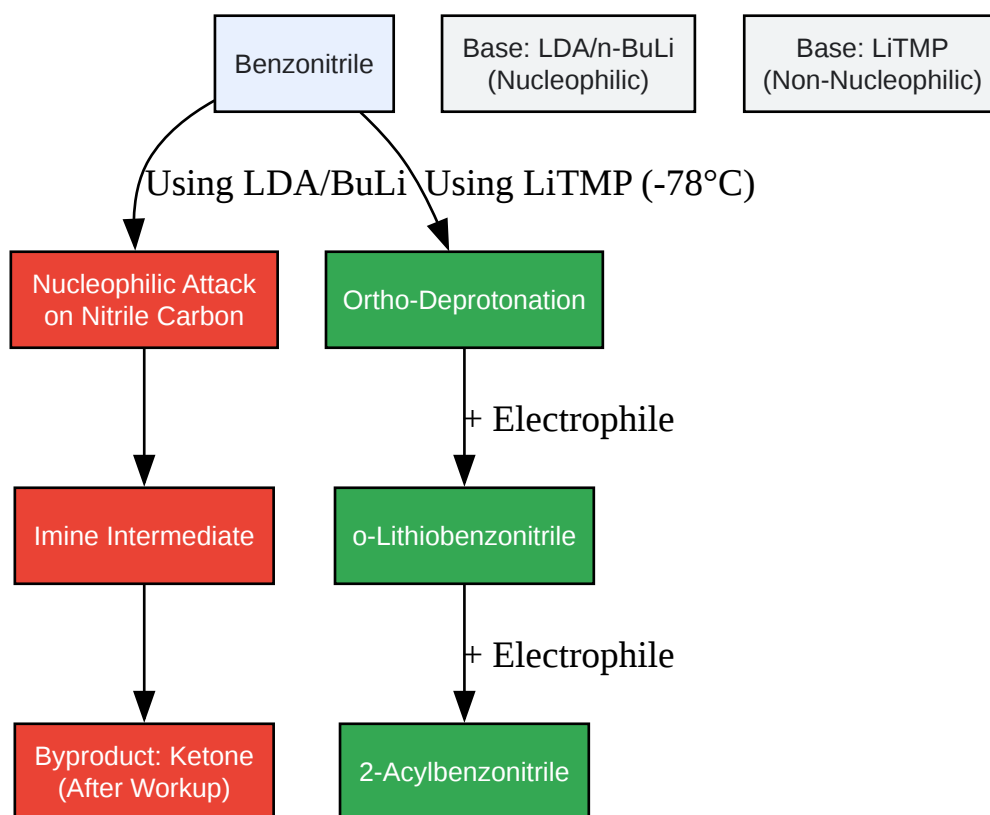 Benzonitrile
Base: LDA/n-BuLi
(Nucleophilic)
Base: LiTMP
(Non-Nucleophilic)
Using LDA/BuLi
Using LiTMP (-78°C)
Nucleophilic Attack
on Nitrile Carbon
Ortho-Deprotonation
+ Electrophile
Imine Intermediate
o-Lithiobenzonitrile
+ Electrophile
Byproduct: Ketone
(After Workup)
2-Acylbenzonitrile